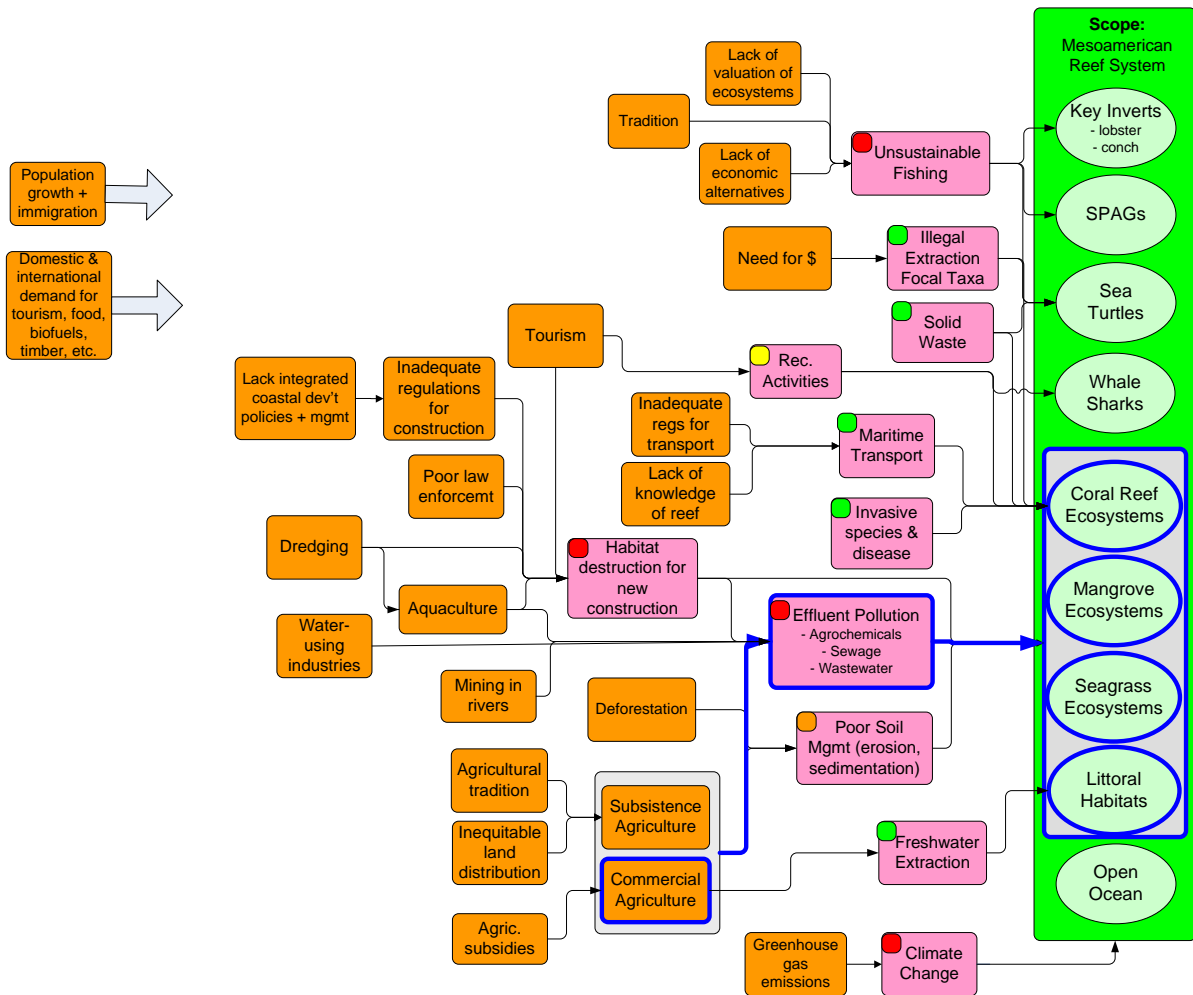 Scope:
Mesoamerican
Reef System
Key Inverts
- lobster
- conch
SPAGs
Sea
Turtles
Whale
Sharks
Coral Reef
Ecosystems
Mangrove
Ecosystems
Seagrass
Ecosystems
Littoral
Habitats
Open
Ocean
Lack of
valuation of
ecosystems
Tradition
Lack of
economic
alternatives
Unsustainable
Fishing
Population
growth +
immigration
Domestic &
international
demand for
tourism, food,
biofuels,
timber, etc.
Need for $
Illegal
Extraction
Focal Taxa
Solid
Waste
Tourism
Rec.
Activities
Lack integrated
coastal dev't
policies + mgmt
Inadequate
regulations for
construction
Inadequate
regs for
transport
Lack of
knowledge
of reef
Maritime
Transport
Poor law
enforcemt
Invasive
species &
disease
Dredging
Aquaculture
Habitat
destruction for
new
construction
Water-
using
industries
Mining in
rivers
Effluent Pollution
- Agrochemicals
- Sewage
- Wastewater
Deforestation
Poor Soil
Mgmt (erosion,
sedimentation)
Agricultural
tradition
Inequitable
land
distribution
Agric.
subsidies
Subsistence
Agriculture
Commercial
Agriculture
Freshwater
Extraction
Greenhouse
gas
emissions
Climate
Change